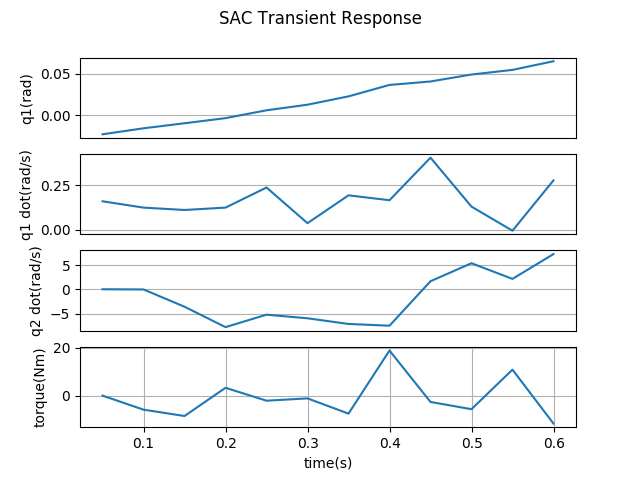 SAC Transient Response
q1(rad)
0.05
0.00
q1 dot(rad/s)
0.25
0.00
q2 dot(rad/s)
5
0
−5
torque(Nm)
20
0
0.1 0.2 0.3 0.4 0.5 0.6
time(s)